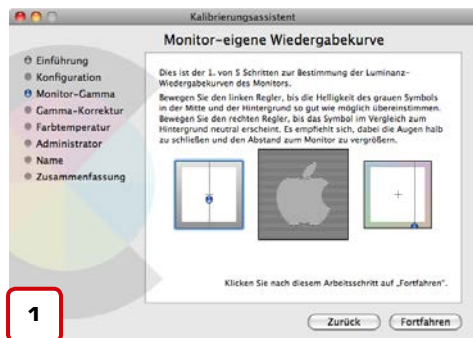 Kalibrierungsassistent
Monitor-eigene Wiedergabekurve
Einführung
Konfiguration
Monitor-Gamma
Gamma-Korrektur
Farbtemperatur
Administrator
Name
Zusammenfassung
Dies ist der 1. von 5 Schritten zur Bestimmung der Luminanz-
Wiedergabekurven des Monitors.
Bewegen Sie den linken Regler, bis die Helligkeit des grauen Symbols
in der Mitte und der Hintergrund so gut wie möglich übereinstimmen.
Bewegen Sie den rechten Regler, bis das Symbol im Vergleich zum
Hintergrund neutral erscheint. Es empfiehlt sich, dabei die Augen halb
zu schließen und den Abstand zum Monitor zu vergrößern.
Klicken Sie nach diesem Arbeitsschritt auf „Fortfahren".
Zurück
Fortfahren
1